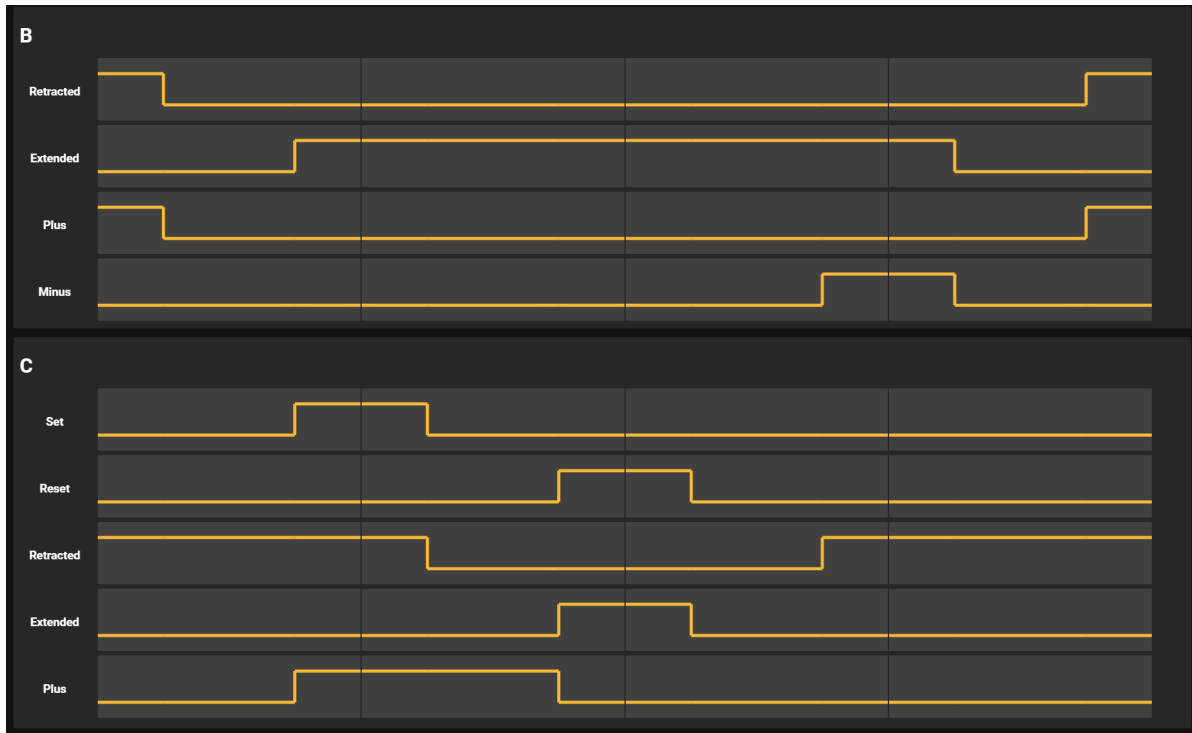 B
Retracted
Extended
Plus
Minus
C
Set
Reset
Retracted
Extended
Plus